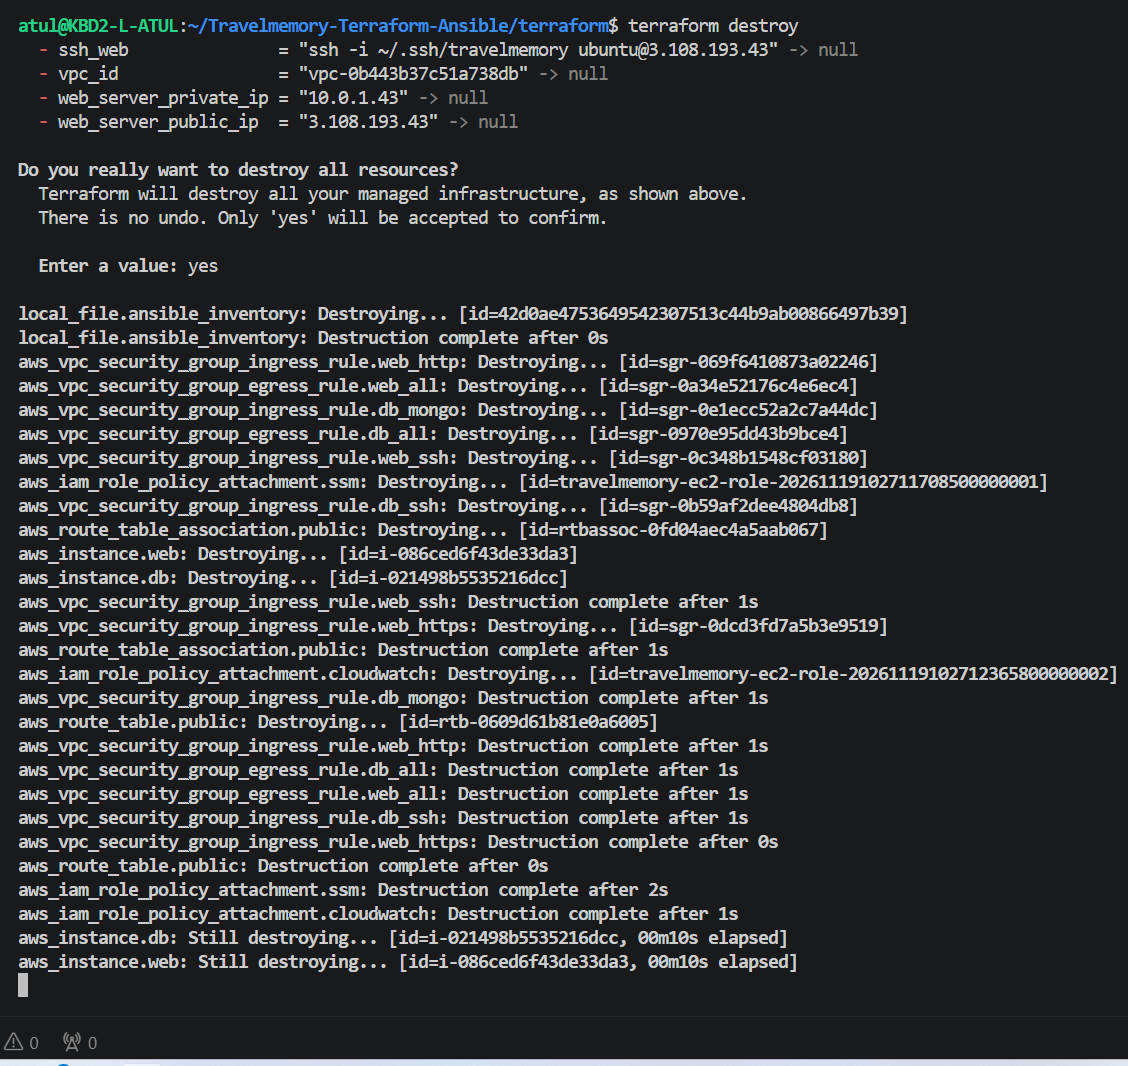 atul@KBD2-L-ATUL:~/Travelmemory-Terraform-Ansible/terraform$ terraform destroy
- ssh_web = "ssh -i ~/.ssh/travelmemory ubuntu@3.108.193.43" -> null
- vpc_id = "vpc-0b443b37c51a738db" -> null
- web_server_private_ip = "10.0.1.43" -> null
- web_server_public_ip = "3.108.193.43" -> null
Do you really want to destroy all resources?
Terraform will destroy all your managed infrastructure, as shown above.
There is no undo. Only 'yes' will be accepted to confirm.
Enter a value: yes
local_file.ansible_inventory: Destroying... [id=42d0ae4753649542307513c44b9ab00866497b39]
local_file.ansible_inventory: Destruction complete after 0s
aws_vpc_security_group_ingress_rule.web_http: Destroying... [id=sgr-069f6410873a02246]
aws_vpc_security_group_egress_rule.web_all: Destroying... [id=sgr-0a34e52176c4e6ec4]
aws_vpc_security_group_ingress_rule.db_mongo: Destroying... [id=sgr-0e1ecc52a2c7a44dc]
aws_vpc_security_group_egress_rule.db_all: Destroying... [id=sgr-0970e95dd43b9bce4]
aws_vpc_security_group_ingress_rule.web_ssh: Destroying... [id=sgr-0c348b1548cf03180]
aws_iam_role_policy_attachment.ssm: Destroying... [id=travelmemory-ec2-role-20261119102711708500000001]
aws_vpc_security_group_ingress_rule.db_ssh: Destroying... [id=sgr-0b59af2dee4804db8]
aws_route_table_association.public: Destroying... [id=rtbassoc-0fd04aec4a5aab067]
aws_instance.web: Destroying... [id=i-086ced6f43de33da3]
aws_instance.db: Destroying... [id=i-021498b5535216dcc]
aws_vpc_security_group_ingress_rule.web_ssh: Destruction complete after 1s
aws_vpc_security_group_ingress_rule.web_https: Destroying... [id=sgr-0dcd3fd7a5b3e9519]
aws_route_table_association.public: Destruction complete after 1s
aws_iam_role_policy_attachment.cloudwatch: Destroying... [id=travelmemory-ec2-role-20261119102712365800000002]
aws_vpc_security_group_ingress_rule.db_mongo: Destruction complete after 1s
aws_route_table.public: Destroying... [id=rtb-0609d61b81e0a6005]
aws_vpc_security_group_ingress_rule.web_http: Destruction complete after 1s
aws_vpc_security_group_egress_rule.db_all: Destruction complete after 1s
aws_vpc_security_group_egress_rule.web_all: Destruction complete after 1s
aws_vpc_security_group_ingress_rule.db_ssh: Destruction complete after 1s
aws_vpc_security_group_ingress_rule.web_https: Destruction complete after 0s
aws_route_table.public: Destruction complete after 0s
aws_iam_role_policy_attachment.ssm: Destruction complete after 2s
aws_iam_role_policy_attachment.cloudwatch: Destruction complete after 1s
aws_instance.db: Still destroying... [id=i-021498b5535216dcc, 00m10s elapsed]
aws_instance.web: Still destroying... [id=i-086ced6f43de33da3, 00m10s elapsed]
0 0